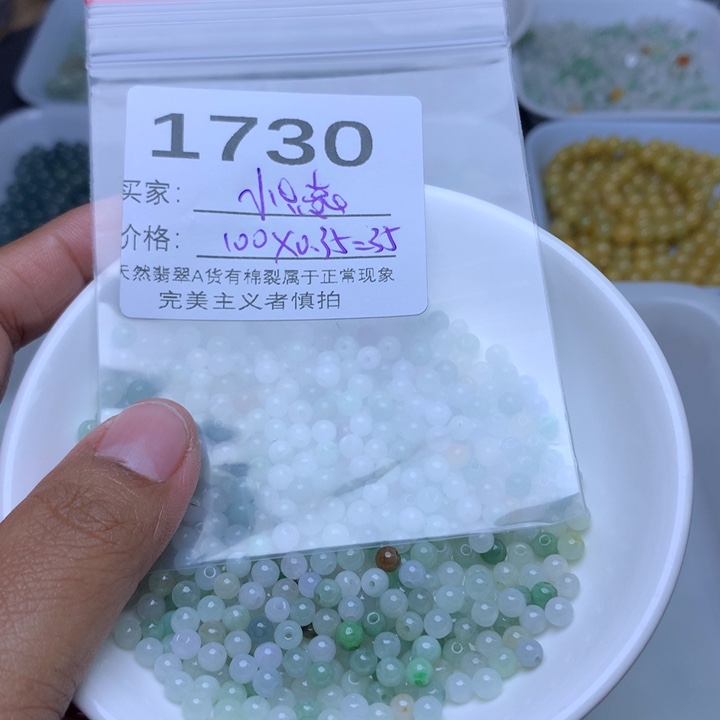 1730
买家:
价格: 100X0.35=35
天然翡翠A货有棉裂属于正常现象
完美主义者慎拍